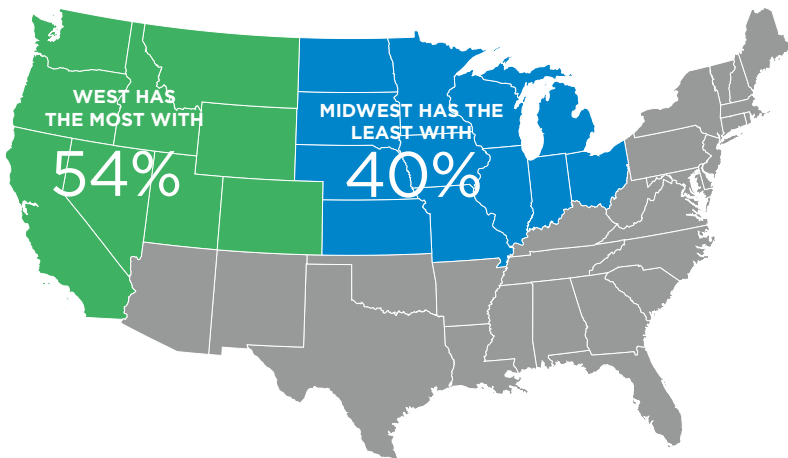 WEST HAS
THE MOST WITH
54%
MIDWEST HAS THE
LEAST WITH
40%